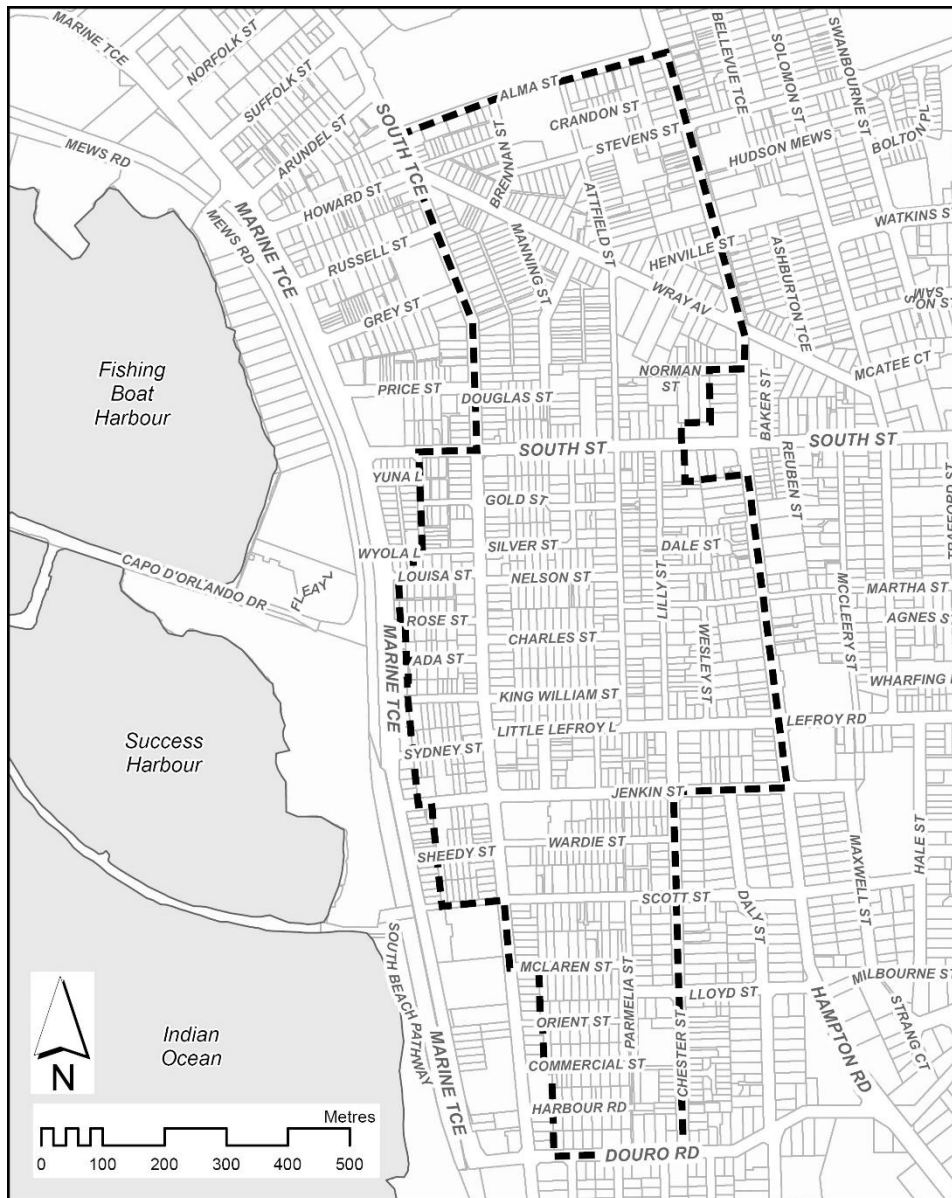 MARINE TCE
NORFOLK ST
SUFFOLK ST
ARUNDEL ST
MEWS RD
SOUTH TCE
ALMA ST
CRANDON ST
STEVENS ST
BELLEVUE TCE
SOLOMON ST
SWANBOURNE ST
BOLTON PL
HUDSON MEWS
HOWARD ST
BRENNAN ST
MANNING ST
ATTFIELD ST
MEWS RD
MARINE TCE
RUSSELL ST
GREY ST
HENVILLE ST
WRAY AV
ASHBURTON TCE
WATKINS S
SAM
SON S
MCATEE CT
Fishing
Boat
Harbour
PRICE ST
DOUGLAS ST
NORMAN
ST
BAKER ST
SOUTH ST
SOUTH ST
REUBEN ST
YUNA L
GOLD ST
WYOLA L
SILVER ST
DALE ST
CAPO D'ORLANDO DR
FLEAY L
LOUISA ST
NELSON ST
LILLY ST
MARTHA ST
MCCLEERY ST
ROSE ST
CHARLES ST
WESLEY ST
AGNES S
MARINE TCE
ADA ST
KING WILLIAM ST
WHARFING
LITTLE LEFROY L
LEFROY RD
Success
Harbour
SYDNEY ST
JENKIN ST
WARDIE ST
SHEEDY ST
MAXWELL ST
HALE ST
SCOTT ST
DALY ST
SOUTH BEACH PATHWAY
MCLAREN ST
PARMELIA ST
LLOYD ST
MILBOURNE ST
STRANG CT
HAMPTON RD
Indian
Ocean
ORIENT ST
MARINE TCE
COMMERCIAL ST
CHESTER ST
HARBOUR RD
DOURO RD
N
Metres
0 100 200 300 400 500